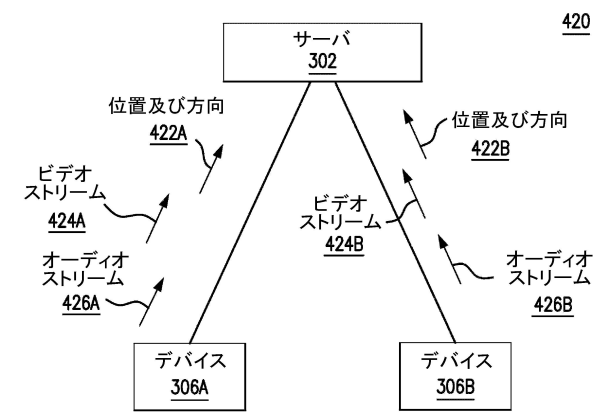 420
サーバ
302
位置及び方向
422A
位置及び方向
422B
ビデオ
ストリーム
424A
ビデオ
ストリーム
424B
オーディオ
ストリーム
426A
オーディオ
ストリーム
426B
デバイス
306A
デバイス
306B